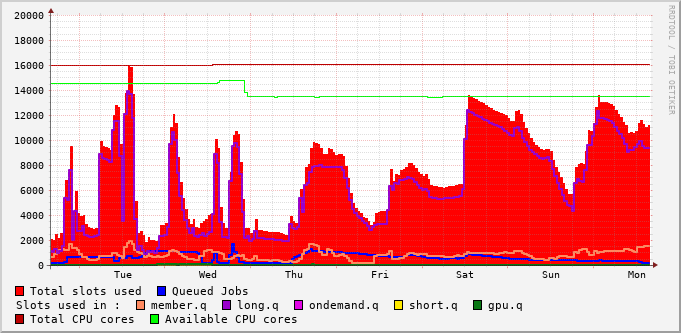 20000
18000
16000
14000
12000
10000
8000
6000
4000
2000
0
Tue Wed Thu Fri Sat Sun Mon
RRDTOOL / TOBI OETIKER
Total slots used Queued Jobs
Slots used in : member.q long.q ondemand.q short.q gpu.q
Total CPU cores Available CPU cores